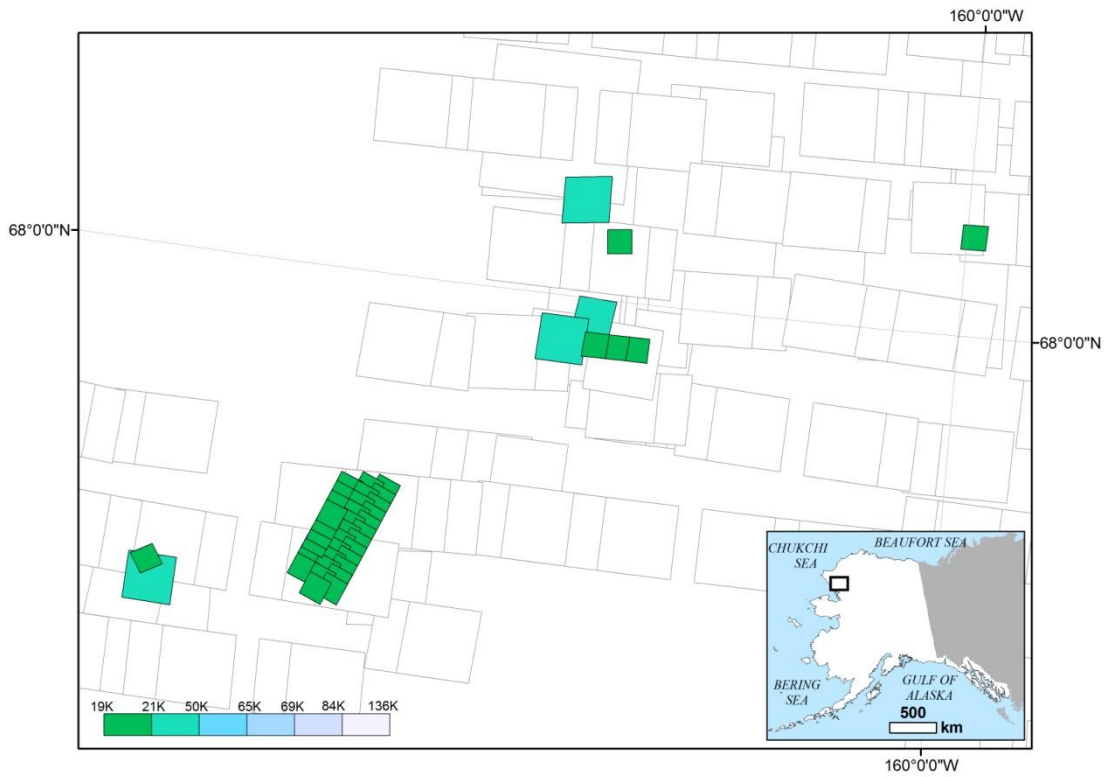 160°0'0"W
68°0'0"N
68°0'0"N
19K 21K 50K 65K 69K 84K 136K
CHUKCHI
SEA
BEAUFORT SEA
BERING
SEA
GULF OF
ALASKA
500
km
160°0'0"W